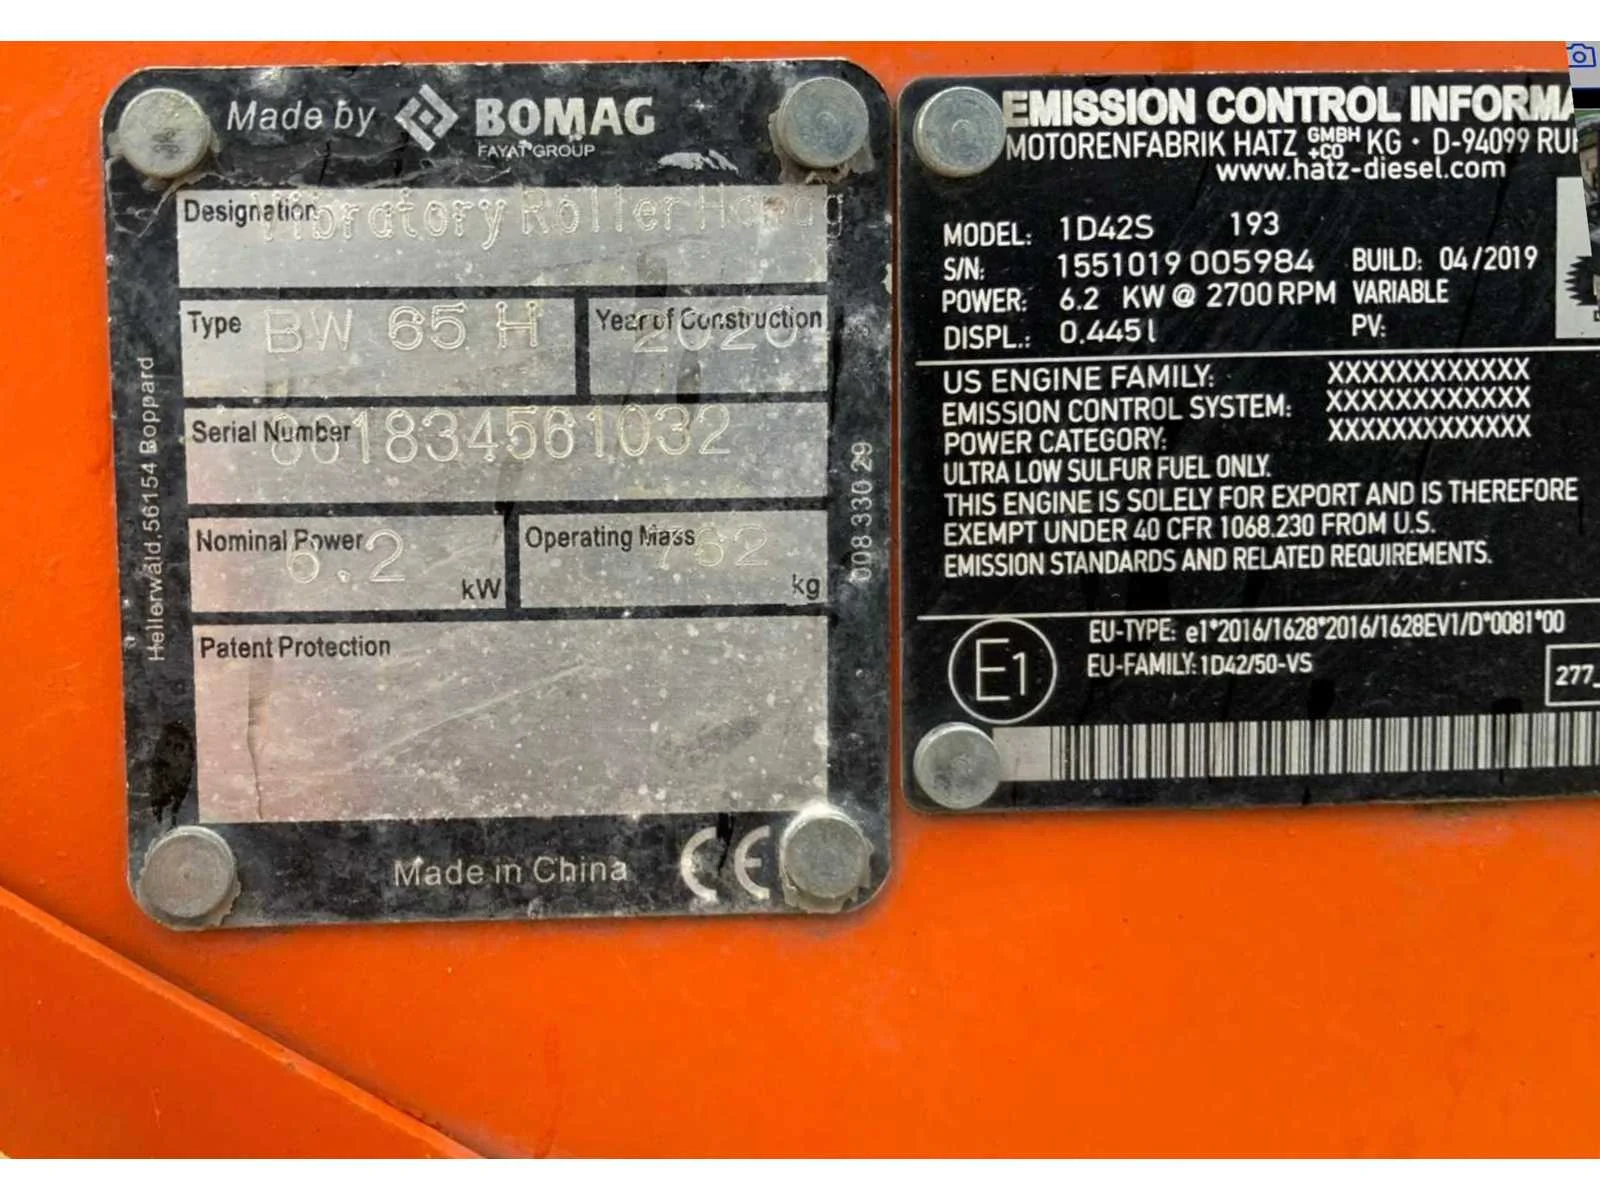 Made by BOMAG
FAYAT GROUP
Designation Vibratory Roller Hanag
Type BW 65 H
Year of Construction 2020
Serial Number 861834561032
Nominal Power 6.2 kW
Operating Mass 762 kg
Patent Protection
Made in China CE
Hellerwald.56154 Boppard
008 330 29
EMISSION CONTROL INFORMA
MOTORENFABRIK HATZ GMBH +CO KG · D-94099 RU
www.hatz-diesel.com
MODEL: 1D42S 193
S/N: 1551019 005984 BUILD: 04/2019
POWER: 6.2 KW @ 2700 RPM VARIABLE
DISPL.: 0.445 l PV:
US ENGINE FAMILY: XXXXXXXXXXXX
EMISSION CONTROL SYSTEM: XXXXXXXXXXXX
POWER CATEGORY: XXXXXXXXXXXXX
ULTRA LOW SULFUR FUEL ONLY.
THIS ENGINE IS SOLELY FOR EXPORT AND IS THEREFORE
EXEMPT UNDER 40 CFR 1068.230 FROM U.S.
EMISSION STANDARDS AND RELATED REQUIREMENTS.
E1
EU-TYPE: e1*2016/1628*2016/1628EV1/D*0081*00
EU-FAMILY: 1D42/50-VS
277_